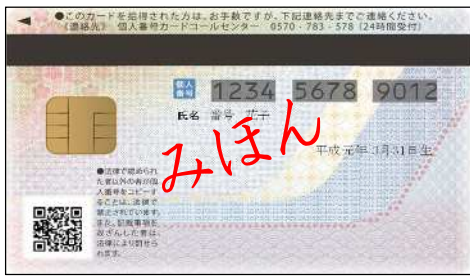 ●このカードを拾得された方は、お手数ですが、下記連絡先までご連絡ください。
《連絡先》 個人番号カードコールセンター 0570-783-578 (24時間受付)
個人番号 1234 5678 9012
氏名 番号 花子
平成元年3月31日生
みほん
●法律で認められ
た者以外の者が個
人番号をコピーす
ることは、法律で
禁止されています。
また、記載事項を
改ざんした者は、
法律により罰せら
れます。